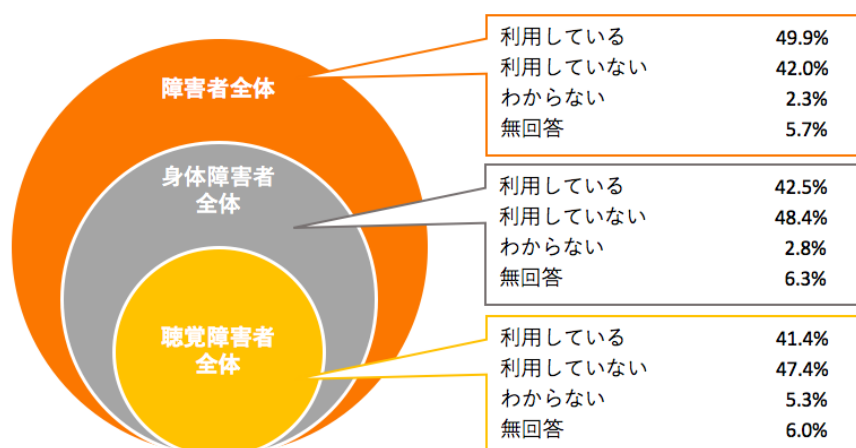 障害者全体
利用している 49.9%
利用していない 42.0%
わからない 2.3%
無回答 5.7%
身体障害者
全体
利用している 42.5%
利用していない 48.4%
わからない 2.8%
無回答 6.3%
聴覚障害者
全体
利用している 41.4%
利用していない 47.4%
わからない 5.3%
無回答 6.0%